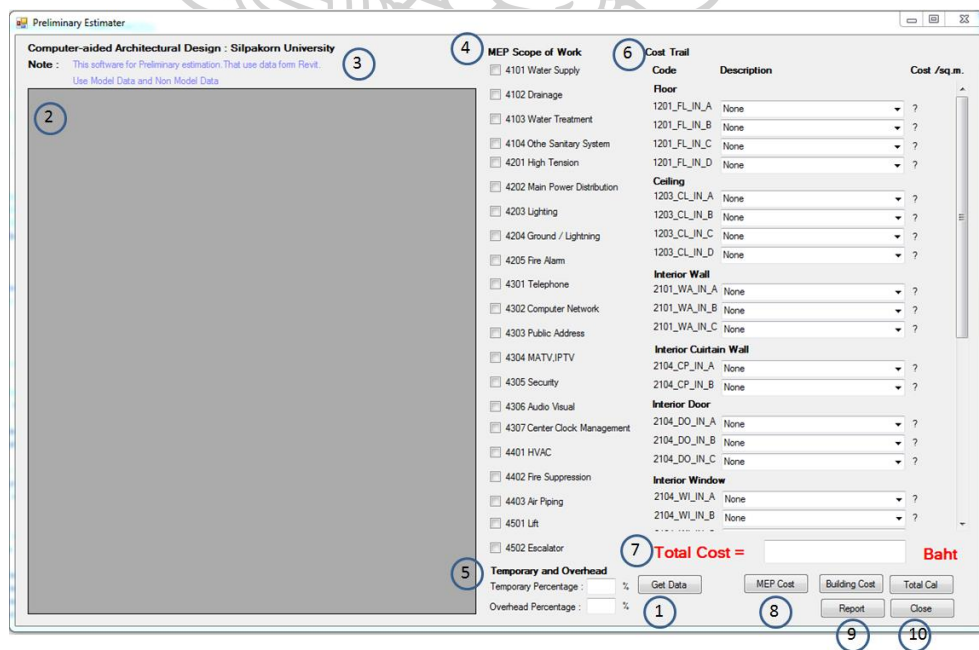 Preliminary Estimater
Computer-aided Architectural Design : Silpakorn University
Note : This software for Preliminary estimation.That use data form Revit.
Use Model Data and Non Model Data
3
2
4
MEP Scope of Work
4101 Water Supply
4102 Drainage
4103 Water Treatment
4104 Othe Sanitary System
4201 High Tension
4202 Main Power Distribution
4203 Lighting
4204 Ground / Lightning
4205 Fire Alarm
4301 Telephone
4302 Computer Network
4303 Public Address
4304 MATV,IPTV
4305 Security
4306 Audio Visual
4307 Center Clock Management
4401 HVAC
4402 Fire Suppression
4403 Air Piping
4501 Lift
4502 Escalator
5
Temporary and Overhead
Temporary Percentage : %
Overhead Percentage : %
6
Cost Trail
Code Description Cost /sq.m.
Floor
1201_FL_IN_A None ?
1201_FL_IN_B None ?
1201_FL_IN_C None ?
1201_FL_IN_D None ?
Ceiling
1203_CL_IN_A None ?
1203_CL_IN_B None ?
1203_CL_IN_C None ?
1203_CL_IN_D None ?
Interior Wall
2101_WA_IN_A None ?
2101_WA_IN_B None ?
2101_WA_IN_C None ?
Interior Cuirtain Wall
2104_CP_IN_A None ?
2104_CP_IN_B None ?
Interior Door
2104_DO_IN_A None ?
2104_DO_IN_B None ?
2104_DO_IN_C None ?
Interior Window
2104_WI_IN_A None ?
2104_WI_IN_B None ?
7
Total Cost = Baht
Get Data MEP Cost Building Cost Total Cal
Report Close
1
8
9
10